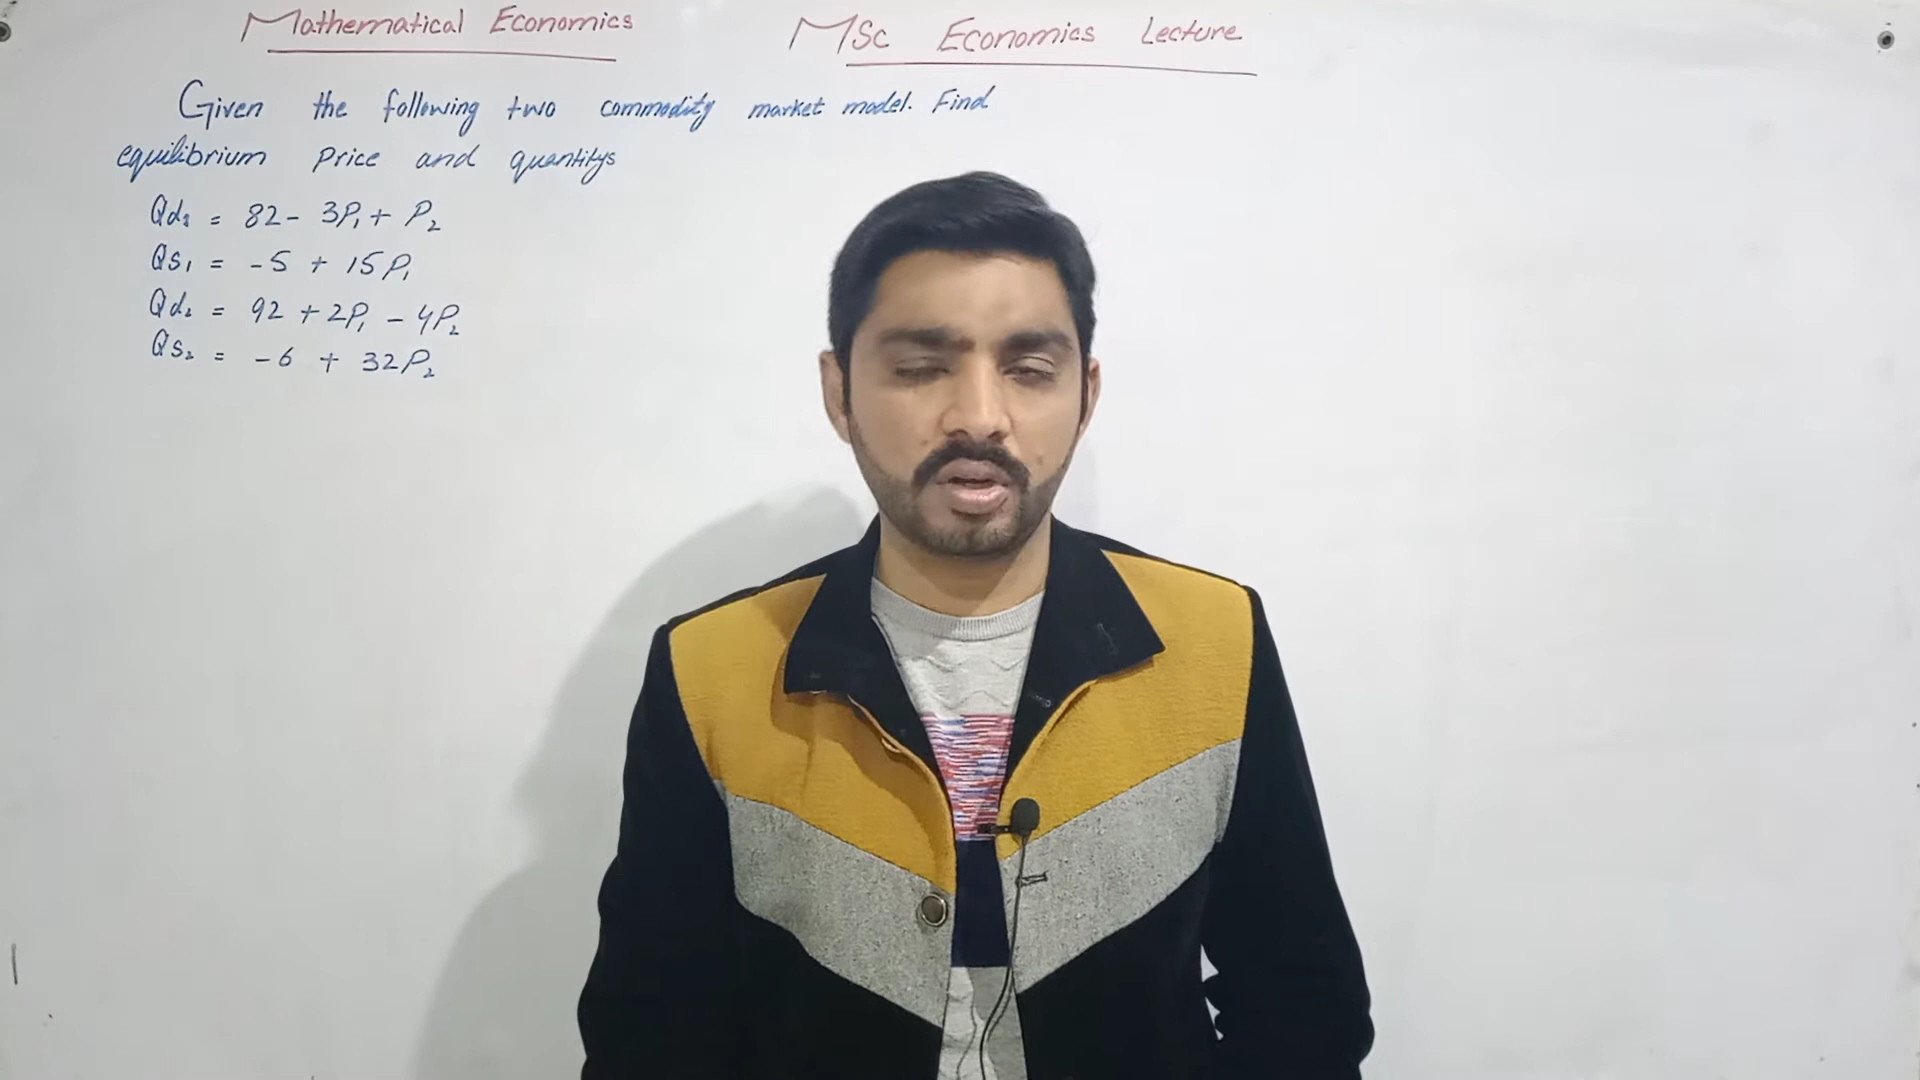 Mathematical Economics MSc Economics Lecture
Given the following two commodity market model. Find
equilibrium price and quantitys
Qd₁ = 82 - 3P₁ + P₂
Qs₁ = -5 + 15P₁
Qd₂ = 92 + 2P₁ - 4P₂
Qs₂ = -6 + 32P₂